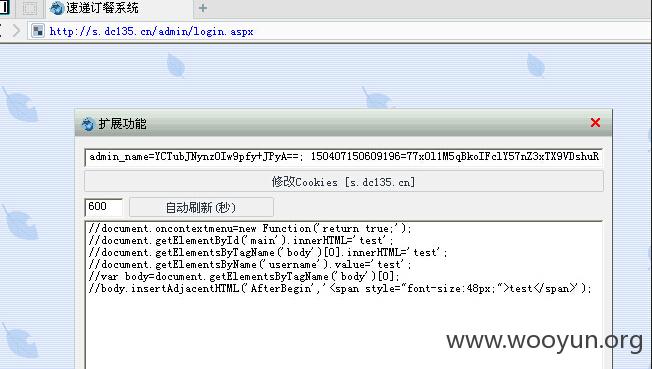 速递订餐系统
http://s.dc135.cn/admin/login.aspx
扩展功能
admin_name=YCTubJNynzOIw9pfy+JPyA==; 150407150609196=77xOl1M5qBkoIFclY57nZ3xTX9VDshuR
修改Cookies [s.dc135.cn]
600 自动刷新(秒)
//document.oncontextmenu=new Function('return true;');
//document.getElementById('main').innerHTML='test';
//document.getElementsByTagName('body')[0].innerHTML='test';
//document.getElementsByName('username').value='test';
//var body=document.getElementsByTagName('body')[0];
//body.insertAdjacentHTML('AfterBegin','<span style="font-size:48px;">test</span>');
www.wooyun.org